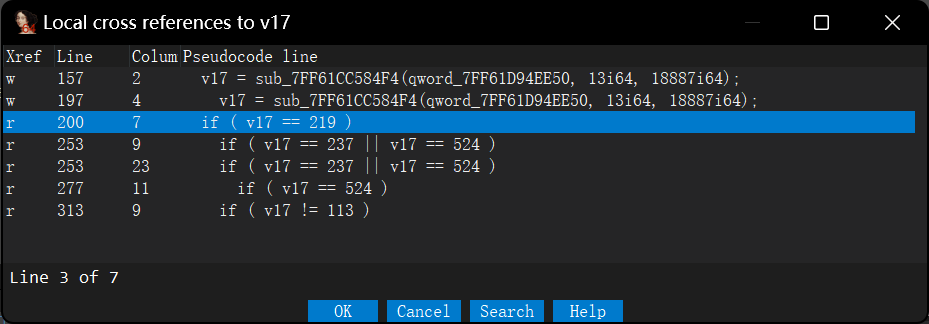 Local cross references to v17
Xref Line Colum Pseudocode line
w 157 2 v17 = sub_7FF61CC584F4(qword_7FF61D94EE50, 13i64, 18887i64);
w 197 4 v17 = sub_7FF61CC584F4(qword_7FF61D94EE50, 13i64, 18887i64);
r 200 7 if ( v17 == 219 )
r 253 9 if ( v17 == 237 || v17 == 524 )
r 253 23 if ( v17 == 237 || v17 == 524 )
r 277 11 if ( v17 == 524 )
r 313 9 if ( v17 != 113 )
Line 3 of 7
OK Cancel Search Help